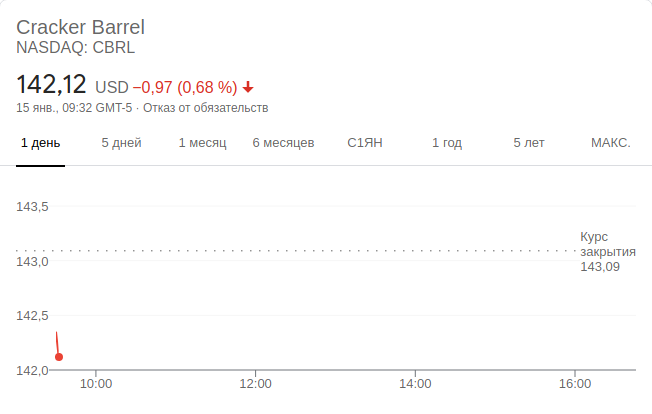 Cracker Barrel
NASDAQ: CBRL
142,12 USD −0,97 (0,68 %)
15 янв., 09:32 GMT-5 · Отказ от обязательств
1 день 5 дней 1 месяц 6 месяцев С1ЯН 1 год 5 лет МАКС.
143,5
Курс
закрытия
143,09
143,0
142,5
142,0
10:00 12:00 14:00 16:00